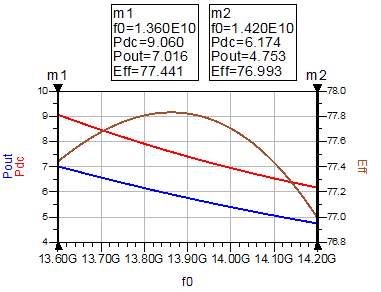 m1
f0=1.360E10
Pdc=9.060
Pout=7.016
Eff=77.441
m2
f0=1.420E10
Pdc=6.174
Pout=4.753
Eff=76.993
m1
m2
10
9
8
7
6
5
4
78.0
77.8
77.6
77.4
77.2
77.0
76.8
Pout
Pdc
Eff
13.60G 13.70G 13.80G 13.90G 14.00G 14.10G 14.20G
f0